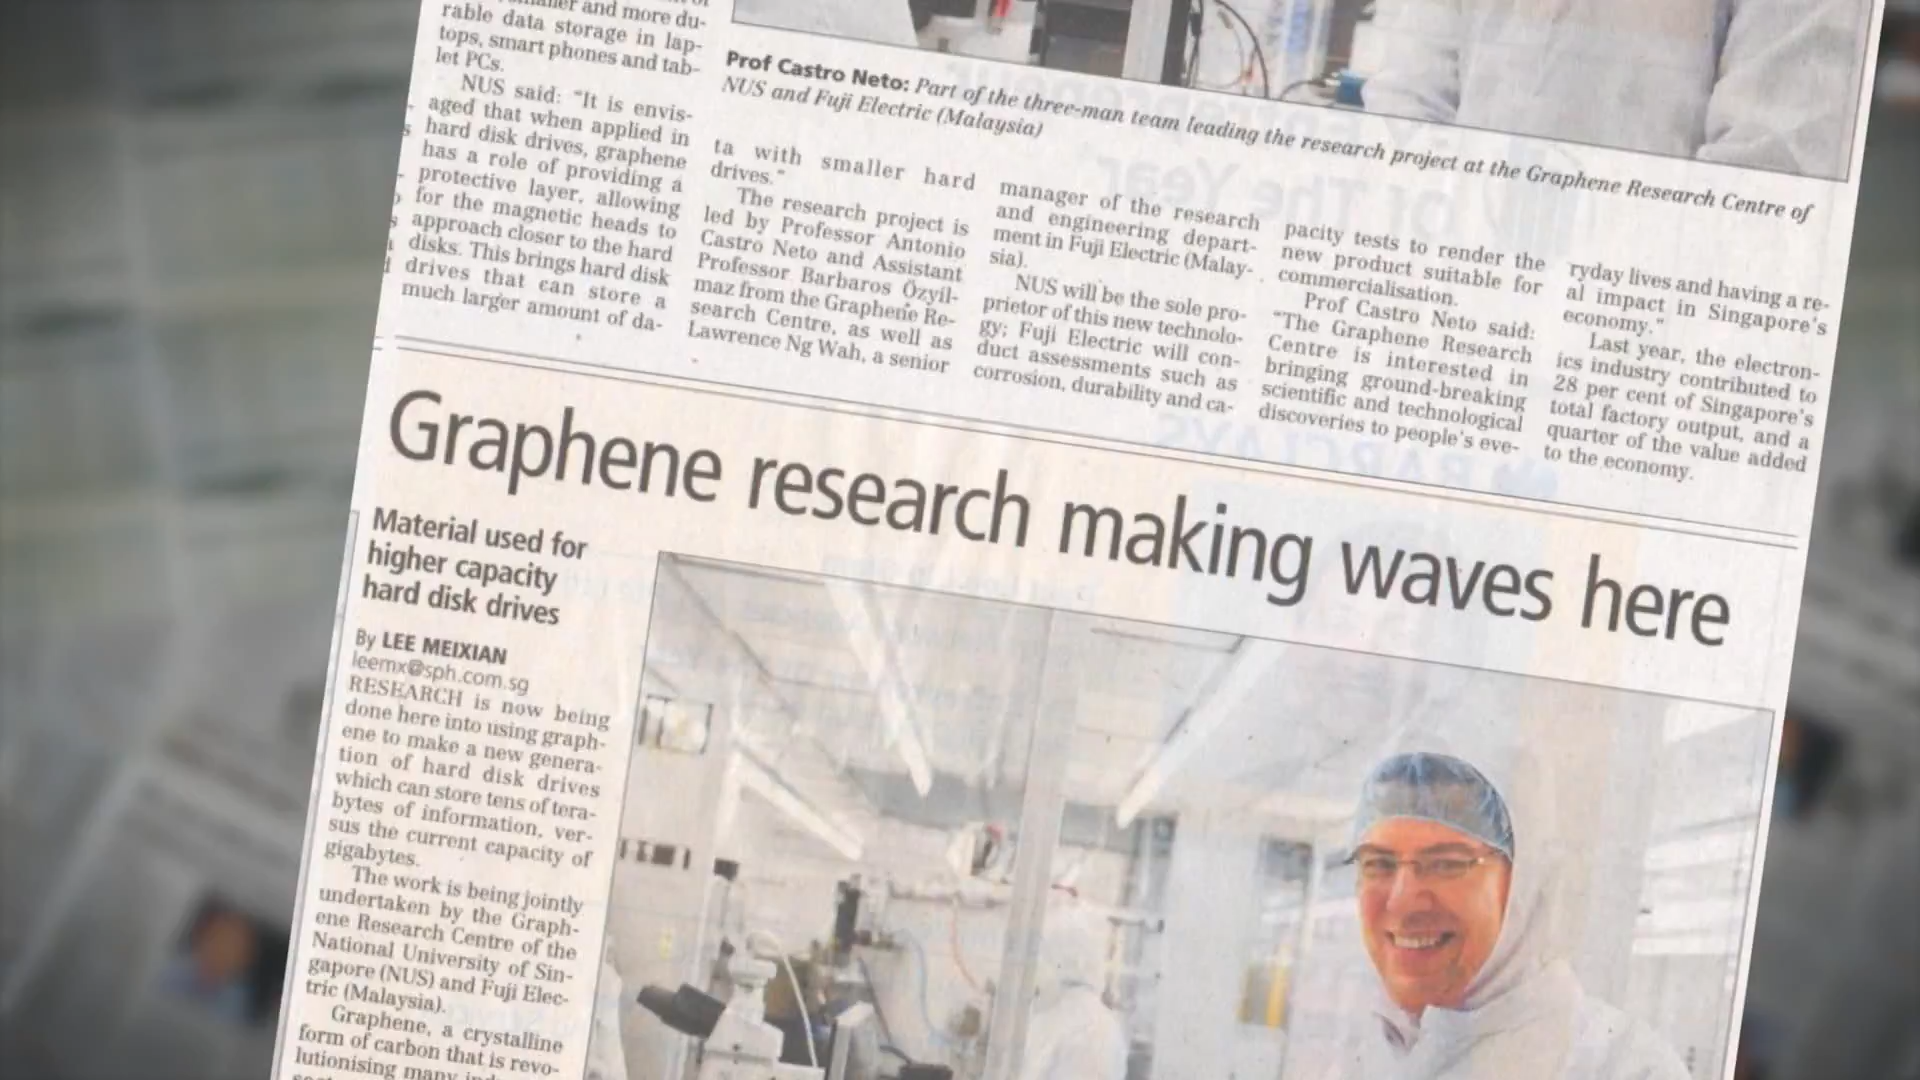 and more du-
rable data storage in lap-
tops, smart phones and tab-
let PCs.
NUS said: “It is envis-
aged that when applied in
hard disk drives, graphene
has a role of providing a
protective layer, allowing
for the magnetic heads to
approach closer to the hard
disks. This brings hard disk
drives that can store a
much larger amount of da-
Prof Castro Neto: Part of the three-man team leading the research project at the Graphene Research Centre of
NUS and Fuji Electric (Malaysia)
ta with smaller hard
drives.”
The research project is
led by Professor Antonio
Castro Neto and Assistant
Professor Barbaros Özyil-
maz from the Graphene Re-
search Centre, as well as
Lawrence Ng Wah, a senior
manager of the research
and engineering depart-
ment in Fuji Electric (Malay-
sia).
NUS will be the sole pro-
prietor of this new technolo-
gy; Fuji Electric will con-
duct assessments such as
corrosion, durability and ca-
pacity tests to render the
new product suitable for
commercialisation.
Prof Castro Neto said:
“The Graphene Research
Centre is interested in
bringing ground-breaking
scientific and technological
discoveries to people’s eve-
ryday lives and having a re-
al impact in Singapore’s
economy.”
Last year, the electron-
ics industry contributed to
28 per cent of Singapore’s
total factory output, and a
quarter of the value added
to the economy.
Graphene research making waves here
Material used for
higher capacity
hard disk drives
By LEE MEIXIAN
leemx@sph.com.sg
RESEARCH is now being
done here into using graph-
ene to make a new genera-
tion of hard disk drives
which can store tens of tera-
bytes of information, ver-
sus the current capacity of
gigabytes.
The work is being jointly
undertaken by the Graph-
ene Research Centre of the
National University of Sin-
gapore (NUS) and Fuji Elec-
tric (Malaysia).
Graphene, a crystalline
form of carbon that is revo-
lutionising many